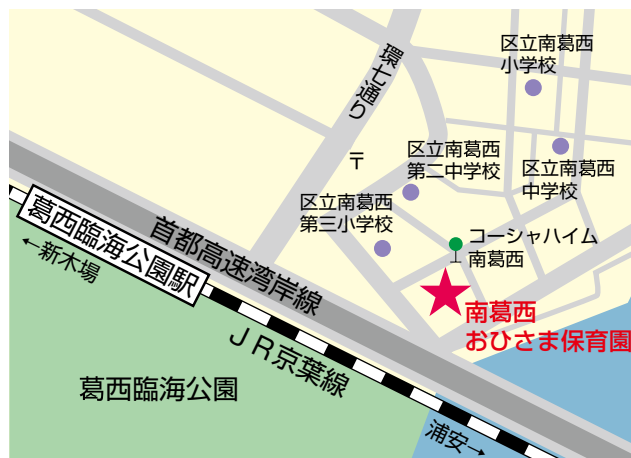 区立南葛西
小学校
環七通り
〒
区立南葛西
第二中学校
区立南葛西
中学校
区立南葛西
第三小学校
コーシャハイム
南葛西
葛西臨海公園駅
首都高速湾岸線
←新木場
南葛西
おひさま保育園
JR京葉線
葛西臨海公園
浦安→